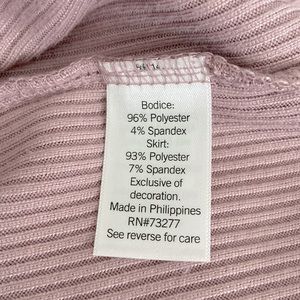 Bodice:
96% Polyester
4% Spandex
Skirt:
93% Polyester
7% Spandex
Exclusive of
decoration.
Made in Philippines
RN#73277
See reverse for care